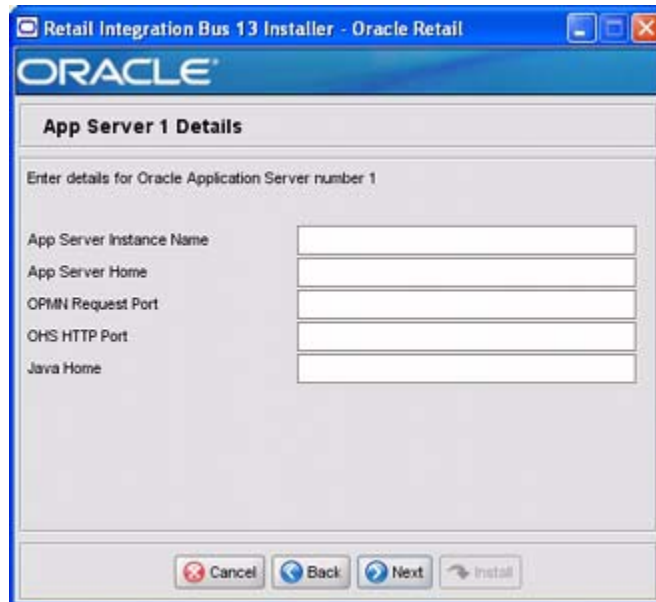 Retail Integration Bus 13 Installer - Oracle Retail
ORACLE®
App Server 1 Details
Enter details for Oracle Application Server number 1
App Server Instance Name
App Server Home
OPMN Request Port
OHS HTTP Port
Java Home
Cancel Back Next Install